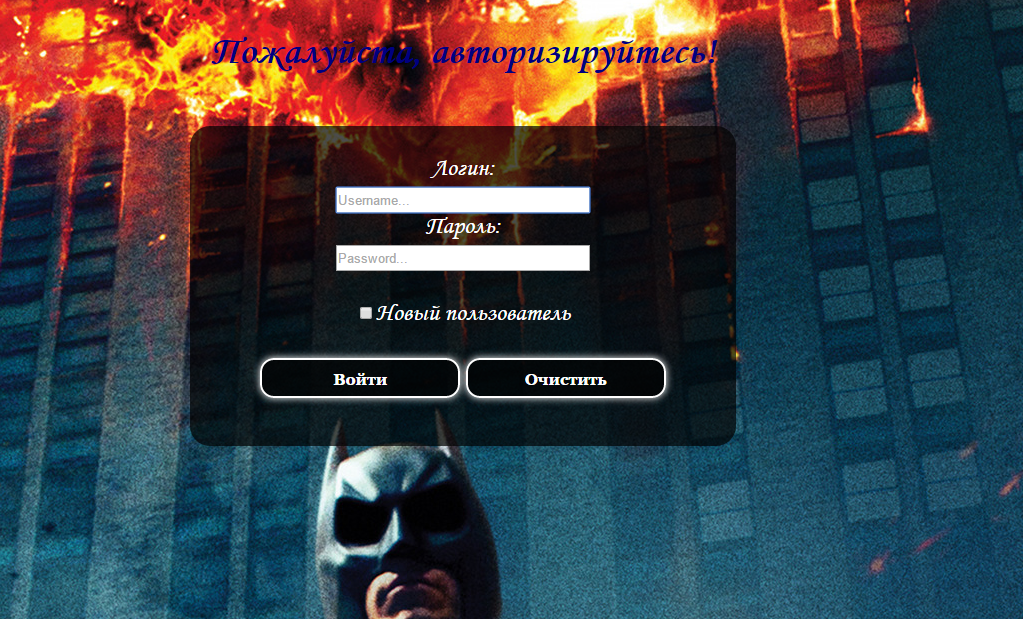 Пожалуйста, авторизируйтесь!
Логин:
Username...
Пароль:
Password...
Новый пользователь
Войти Очистить